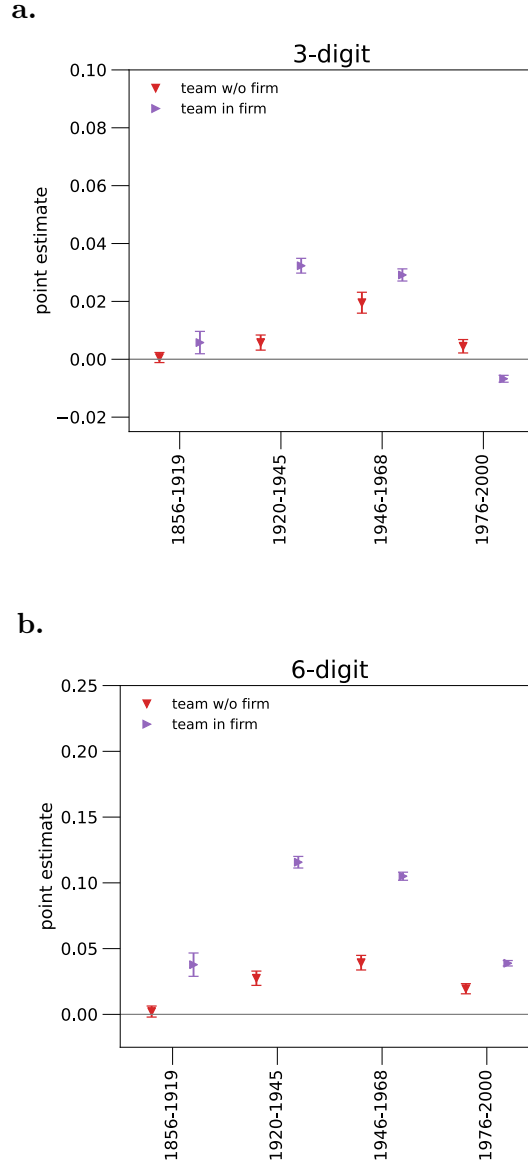 a.
3-digit
team w/o firm
team in firm
point estimate
0.10
0.08
0.06
0.04
0.02
0.00
−0.02
1856-1919
1920-1945
1946-1968
1976-2000
b.
6-digit
team w/o firm
team in firm
point estimate
0.25
0.20
0.15
0.10
0.05
0.00
1856-1919
1920-1945
1946-1968
1976-2000